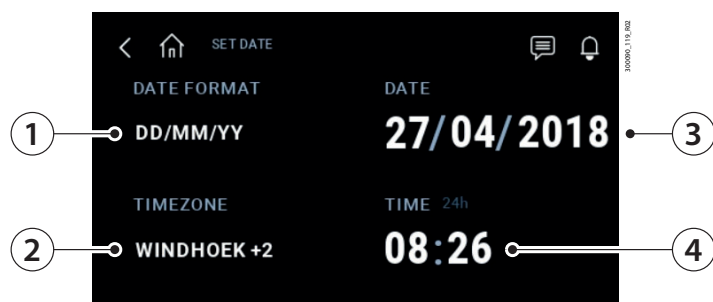 SET DATE
300090_119_R02
DATE FORMAT
DATE
1
DD/MM/YY
27/04/2018
3
TIMEZONE
TIME 24h
2
WINDHOEK +2
08:26
4